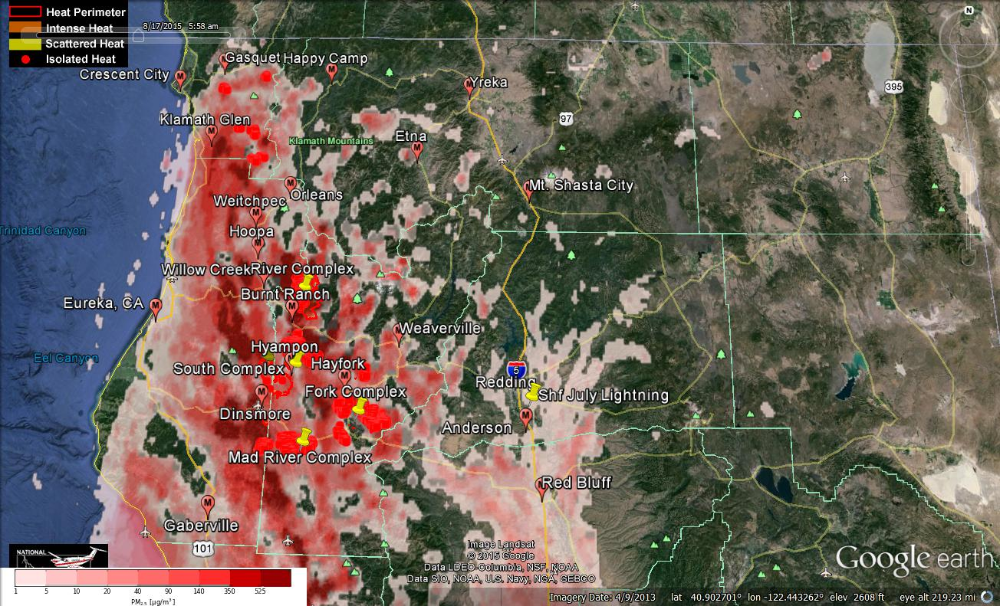 Heat Perimeter
Intense Heat
Scattered Heat
Isolated Heat
8/17/2015 5:58 am
N
Gasquet
Happy Camp
Crescent City
Yreka
395
97
Klamath Glen
Klamath Mountains
Etna
Mt. Shasta City
Orleans
Weitchpec
Trinidad Canyon
Hoopa
Willow Creek
River Complex
Burnt Ranch
Eureka, CA
Weaverville
Hyampom
Eel Canyon
South Complex
Hayfork
5
Redding
Fork Complex
Shf July Lightning
Dinsmore
Anderson
Mad River Complex
Red Bluff
Gaberville
101
NATIONAL
Image Landsat
© 2015 Google
Data LDEO-Columbia, NSF, NOAA
Data SIO, NOAA, U.S. Navy, NGA, GEBCO
Google earth
1 5 10 20 40 90 140 350 525
PM2.5 [µg/m³]
Imagery Date: 4/9/2013 lat 40.902701° lon -122.443262° elev 2608 ft eye alt 219.23 mi